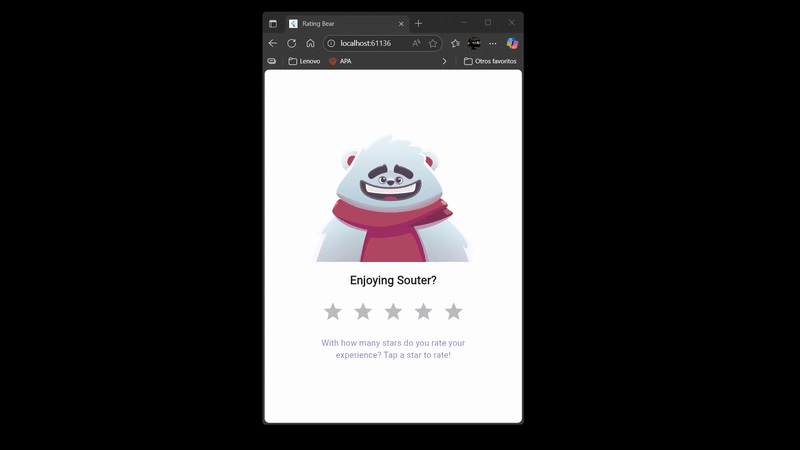 Rating Bear
localhost:61136
Lenovo
APA
Otros favoritos
Enjoying Souter?
With how many stars do you rate your
experience? Tap a star to rate!